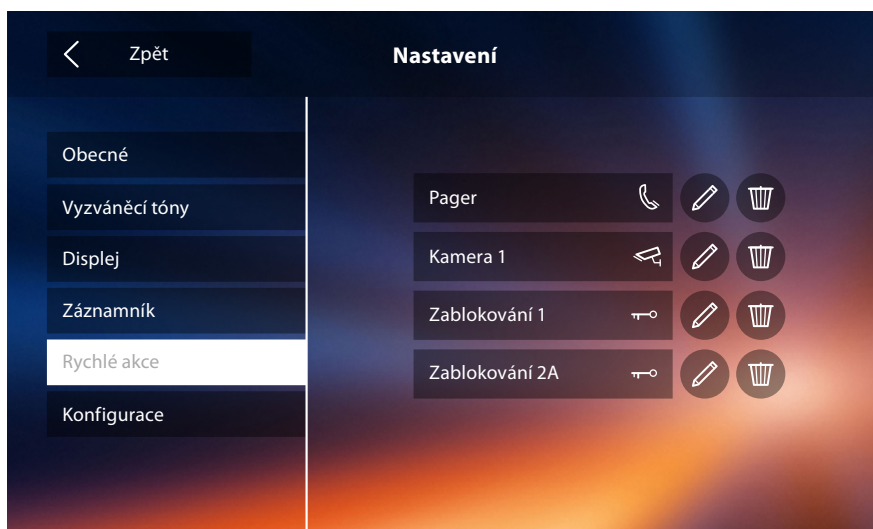 Zpět
Nastavení
Obecné
Vyzváněcí tóny
Displej
Záznamník
Rychlé akce
Konfigurace
Pager
Kamera 1
Zablokování 1
Zablokování 2A